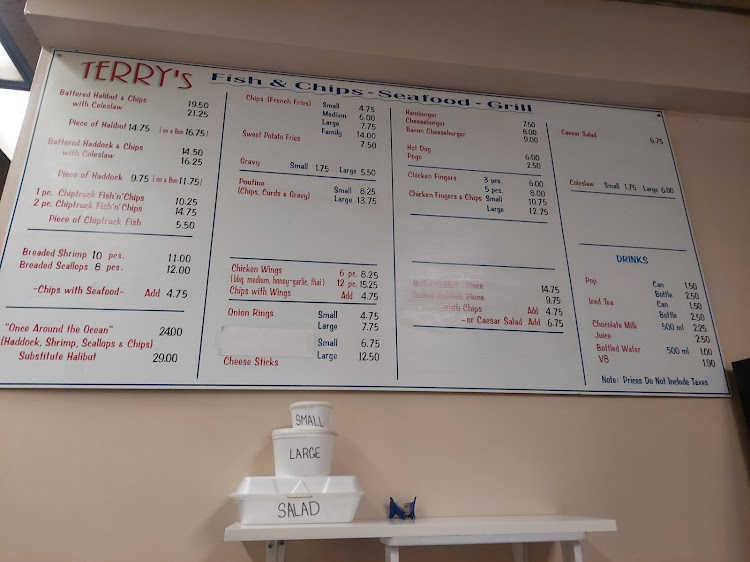 TERRY'S Fish & Chips - Seafood - Grill
Battered Halibut & Chips 19.50
with Coleslaw 21.25
Piece of Halibut 14.75 (on a Bun 16.75)
Battered Haddock & Chips 14.50
with Coleslaw 16.25
Piece of Haddock 9.75 (on a Bun 11.75)
1 pc. Chiptruck Fish'n'Chips 10.25
2 pc. Chiptruck Fish'n'Chips 14.75
Piece of Chiptruck Fish 5.50
Breaded Shrimp 10 pcs. 11.00
Breaded Scallops 8 pcs. 12.00
-Chips with Seafood- Add 4.75
"Once Around the Ocean" 24.00
(Haddock, Shrimp, Scallops & Chips)
Substitute Halibut 29.00
Chips (French Fries) Small 4.75
Medium 6.00
Large 7.75
Family 14.00
Sweet Potato Fries 7.50
Gravy Small 1.75 Large 5.50
Poutine Small 8.25
(Chips, Curds & Gravy) Large 13.75
Chicken Wings 6 pc. 8.25
(bbq, medium, honey-garlic, thai) 12 pc. 15.25
Chips with Wings Add 4.75
Onion Rings Small 4.75
Large 7.75
Small 6.75
Cheese Sticks Large 12.50
Hamburger 7.50
Cheeseburger 8.00
Bacon Cheeseburger 9.00
Hot Dog 6.00
Pogo 2.50
Chicken Fingers 3 pcs. 6.00
5 pcs. 8.00
Chicken Fingers & Chips Small 10.75
Large 12.75
Piece 14.75
Piece 9.75
-with Chips Add 4.75
-or Caesar Salad Add 6.75
Caesar Salad 6.75
Coleslaw Small 1.75 Large 6.00
DRINKS
Pop Can 1.50
Bottle 2.50
Iced Tea Can 1.50
Bottle 2.50
Chocolate Milk 500 ml 2.25
Juice 2.50
Bottled Water 500 ml 1.00
V8 1.90
Note: Prices Do Not Include Taxes
SMALL
LARGE
SALAD